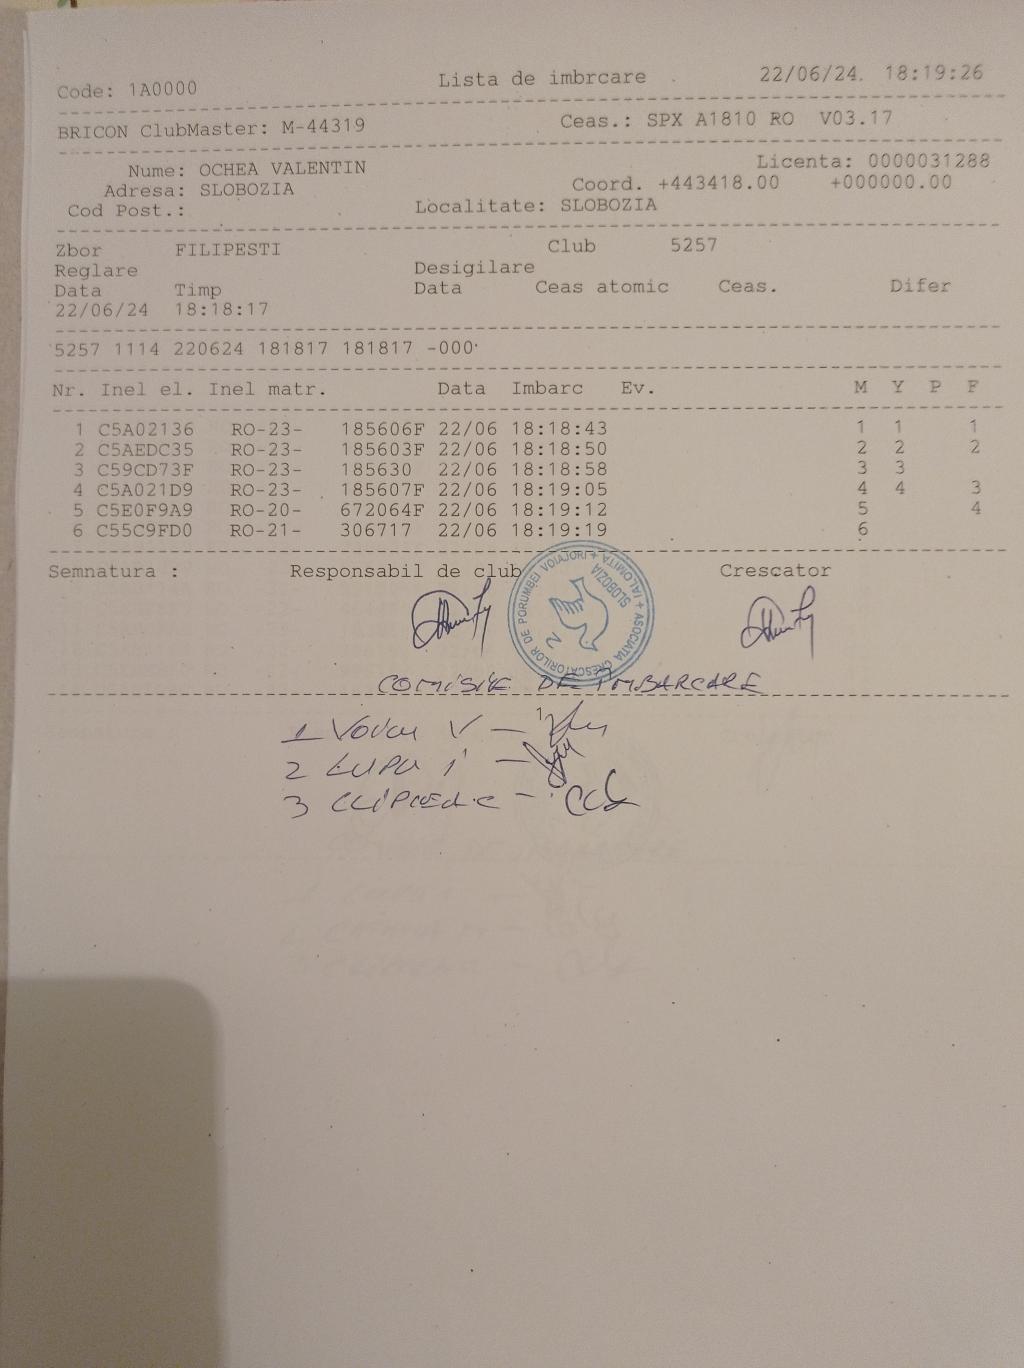 Code: 1A0000 Lista de imbrcare 22/06/24. 18:19:26
BRICON ClubMaster: M-44319 Ceas.: SPX A1810 RO V03.17
Nume: OCHEA VALENTIN Licenta: 0000031288
Adresa: SLOBOZIA Coord. +443418.00 +000000.00
Cod Post.: Localitate: SLOBOZIA
Zbor FILIPESTI Club 5257
Reglare Desigilare
Data Timp Data Ceas atomic Ceas. Difer
22/06/24 18:18:17
5257 1114 220624 181817 181817 -000
Nr. Inel el. Inel matr. Data Imbarc Ev. M Y P F
1 C5A02136 RO-23- 185606F 22/06 18:18:43 1 1 1
2 C5AEDC35 RO-23- 185603F 22/06 18:18:50 2 2 2
3 C59CD73F RO-23- 185630 22/06 18:18:58 3 3
4 C5A021D9 RO-23- 185607F 22/06 18:19:05 4 4 3
5 C5E0F9A9 RO-20- 672064F 22/06 18:19:12 5 4
6 C55C9FD0 RO-21- 306717 22/06 18:19:19 6
Semnatura : Responsabil de club Crescator
ASOCIATIA CRESCATORILOR DE PORUMBEI VOIAJORI + IALOMITA +
SLOBOZIA
2
COMISIE DE IMBARCARE
1 V
2 LUPU I
3